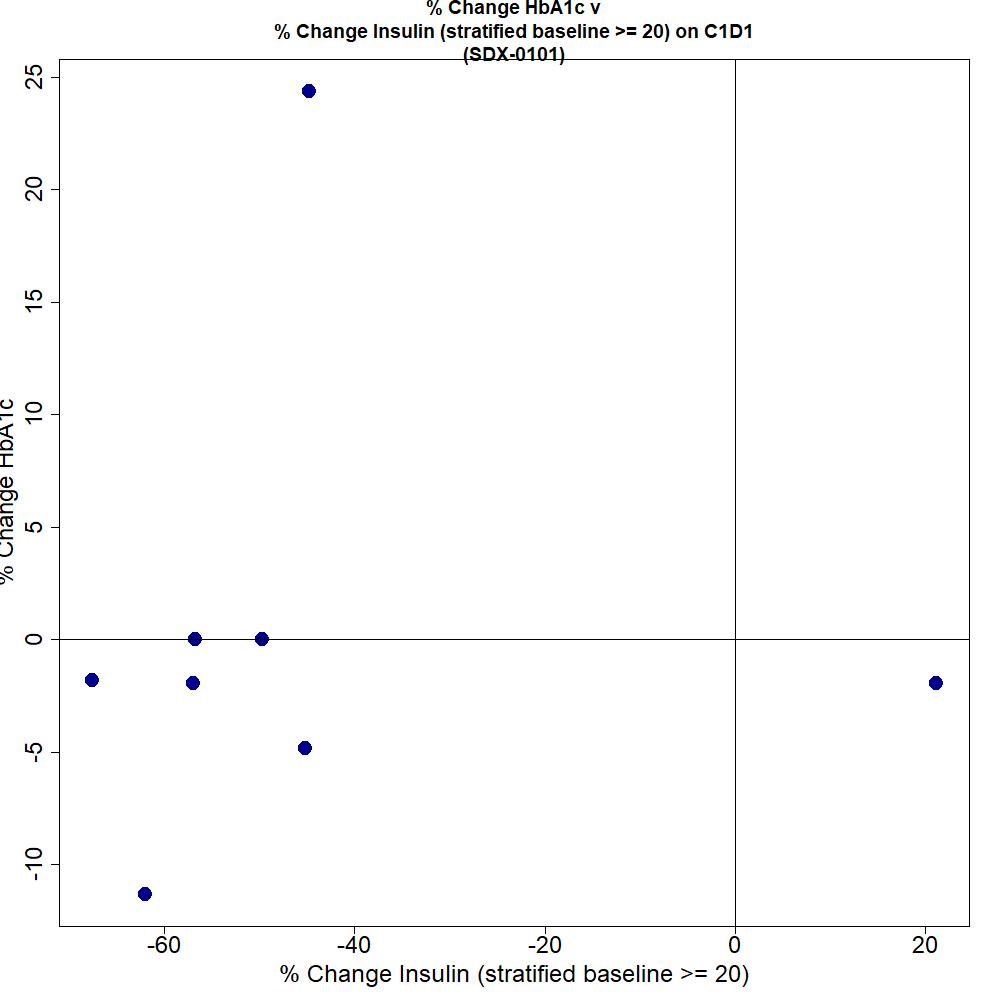 % Change HbA1c v
% Change Insulin (stratified baseline >= 20) on C1D1
(SDX-0101)
% Change HbA1c
25
20
15
10
5
0
-5
-10
-60
-40
-20
0
20
% Change Insulin (stratified baseline >= 20)